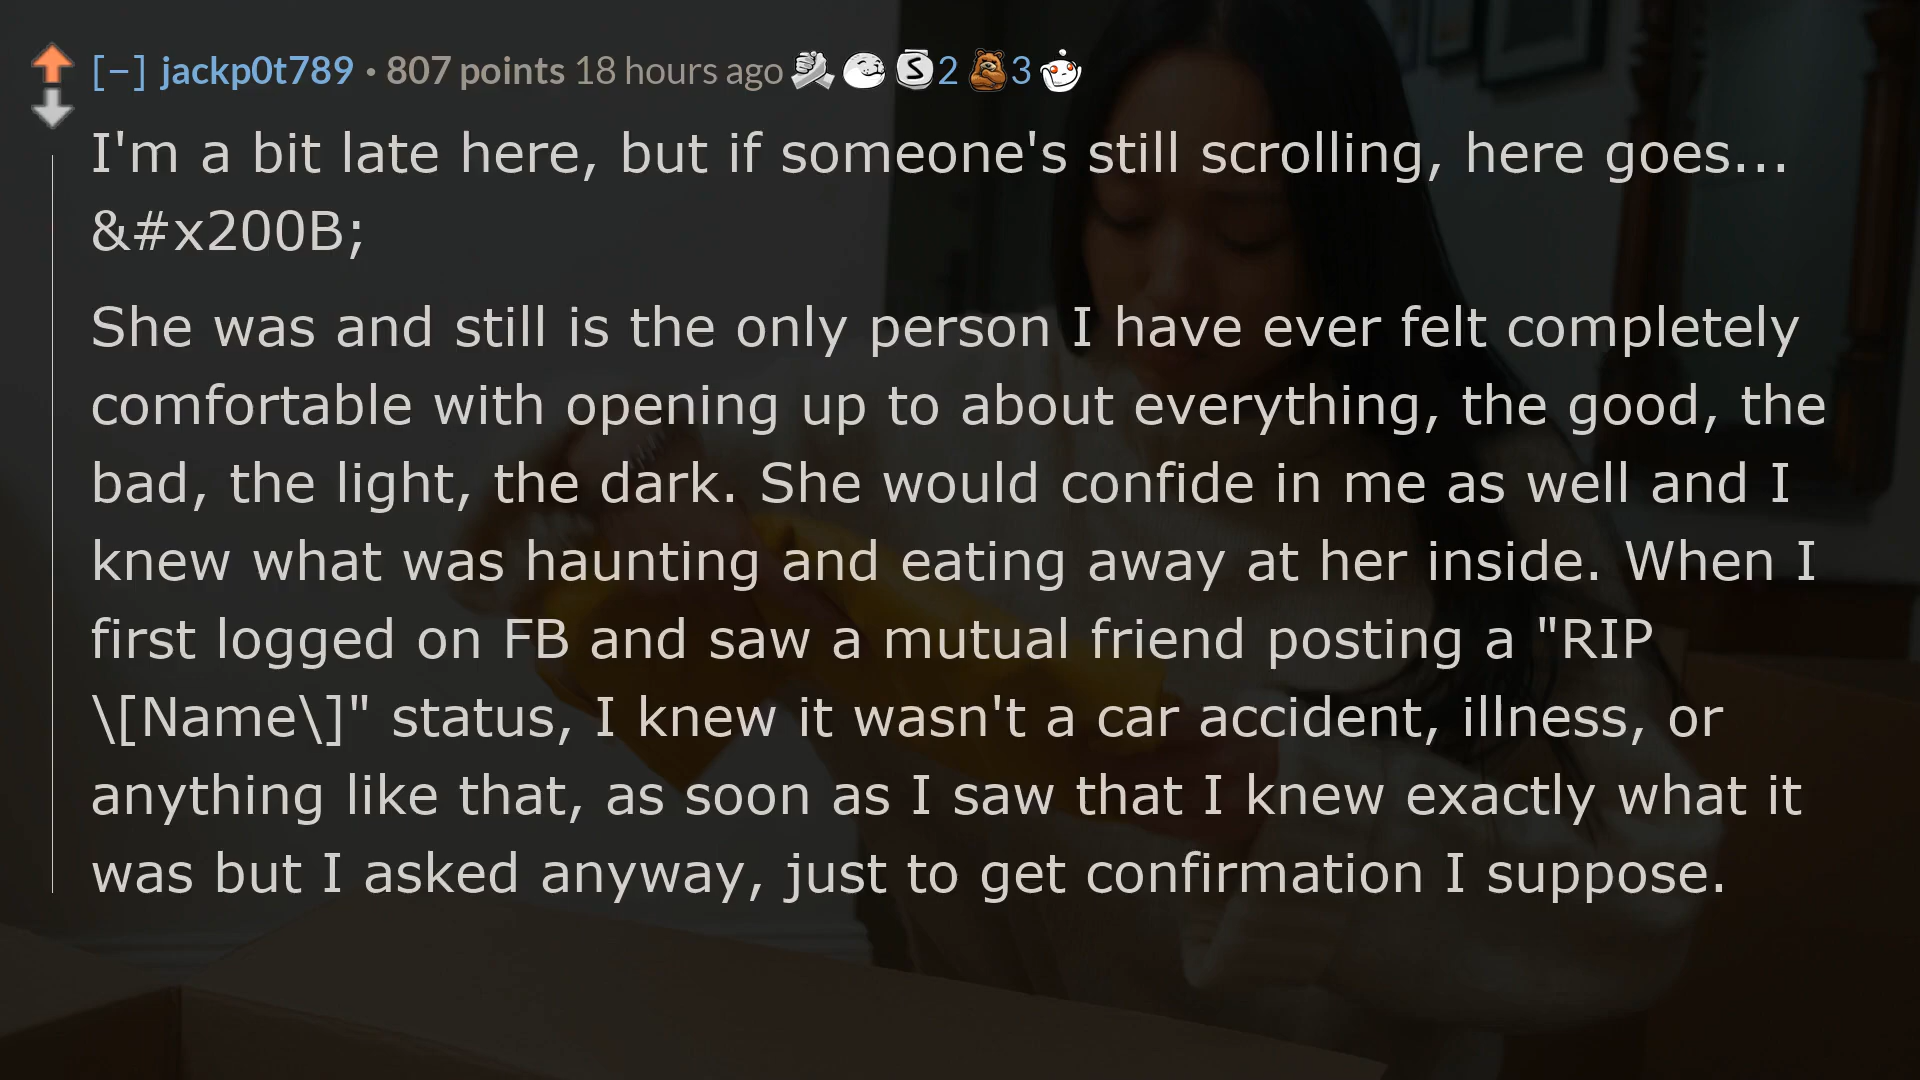 [–] jackp0t789 · 807 points 18 hours ago S 2 3
I'm a bit late here, but if someone's still scrolling, here goes...
&#x200B;
She was and still is the only person I have ever felt completely
comfortable with opening up to about everything, the good, the
bad, the light, the dark. She would confide in me as well and I
knew what was haunting and eating away at her inside. When I
first logged on FB and saw a mutual friend posting a "RIP
\[Name\]" status, I knew it wasn't a car accident, illness, or
anything like that, as soon as I saw that I knew exactly what it
was but I asked anyway, just to get confirmation I suppose.